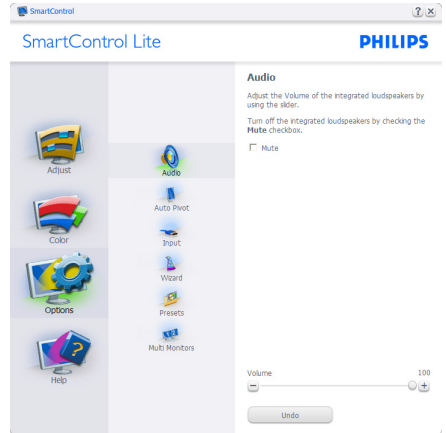 SmartControl
SmartControl Lite
PHILIPS
Adjust
Color
Options
Help
Audio
Auto Pivot
Input
Wizard
Presets
Multi Monitors
Audio
Adjust the Volume of the integrated loudspeakers by
using the slider.
Turn off the integrated loudspeakers by checking the
Mute checkbox.
Mute
Volume 100
Undo